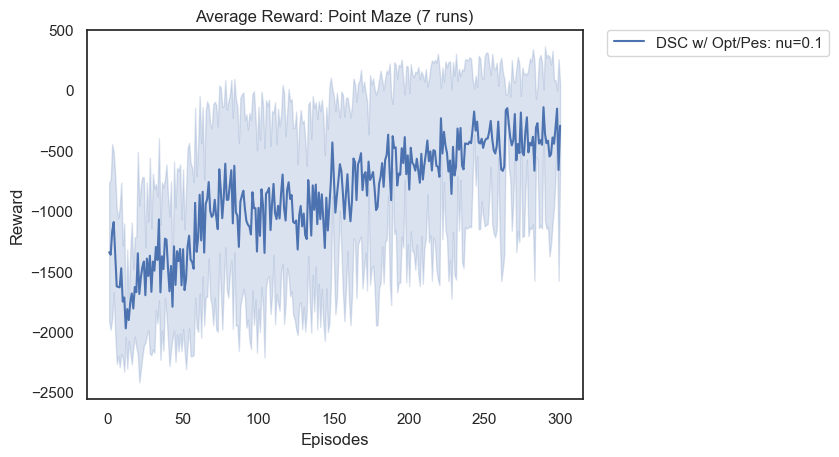 Average Reward: Point Maze (7 runs)
DSC w/ Opt/Pes: nu=0.1
Reward
500
0
−500
−1000
−1500
−2000
−2500
0 50 100 150 200 250 300
Episodes